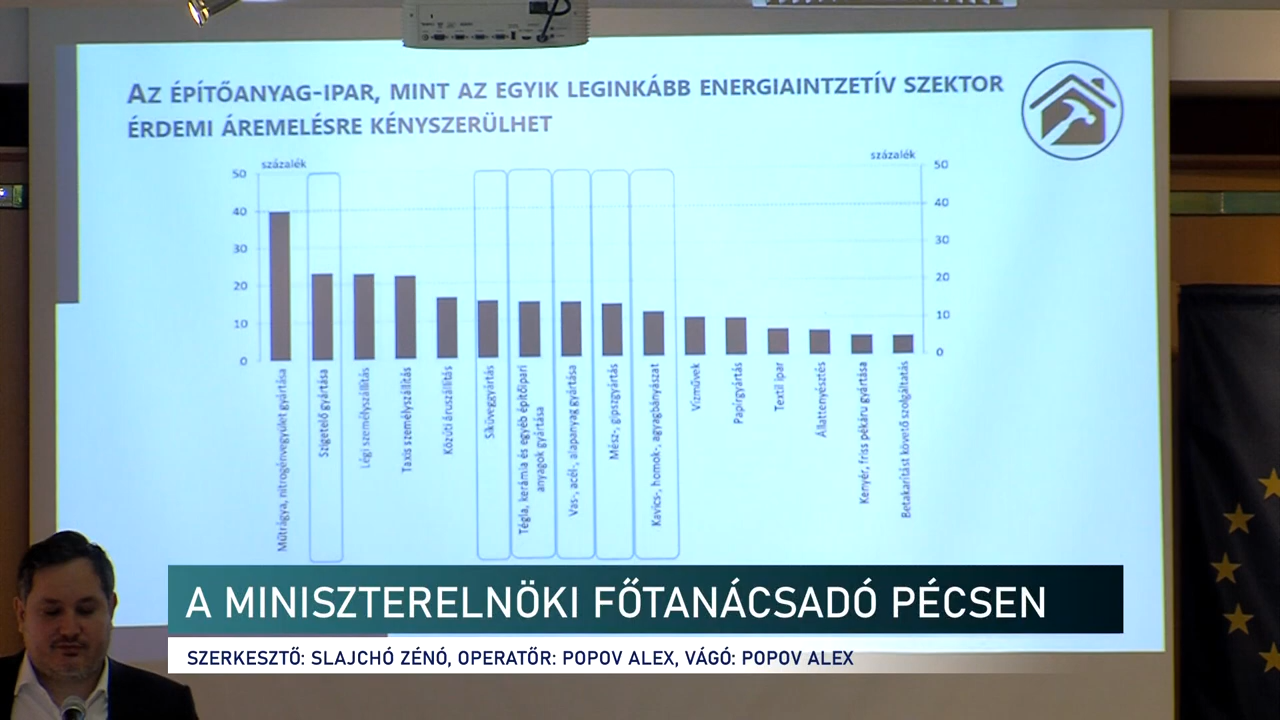 AZ ÉPÍTŐANYAG-IPAR, MINT AZ EGYIK LEGINKÁBB ENERGIAINTZETÍV SZEKTOR
ÉRDEMI ÁREMELÉSRE KÉNYSZERÜLHET
százalék
százalék
50
40
30
20
10
0
50
40
30
20
10
0
Műtrágya, nitrogénvegyület gyártása
Szigetelő gyártása
Légi személyszállítás
Taxis személyszállítás
Közúti áruszállítás
Síküveggyártás
Tégla, kerámia és egyéb építőipari
anyagok gyártása
Vas-, acél-, alapanyag gyártása
Mész-, gipszgyártás
Kavics-, homok-, agyagbányászat
Vízművek
Papírgyártás
Textil ipar
Állattenyésztés
Kenyér, friss pékáru gyártása
Betakarítást követő szolgáltatás
A MINISZTERELNÖKI FŐTANÁCSADÓ PÉCSEN
SZERKESZTŐ: SLAJCHÓ ZÉNÓ, OPERATŐR: POPOV ALEX, VÁGÓ: POPOV ALEX